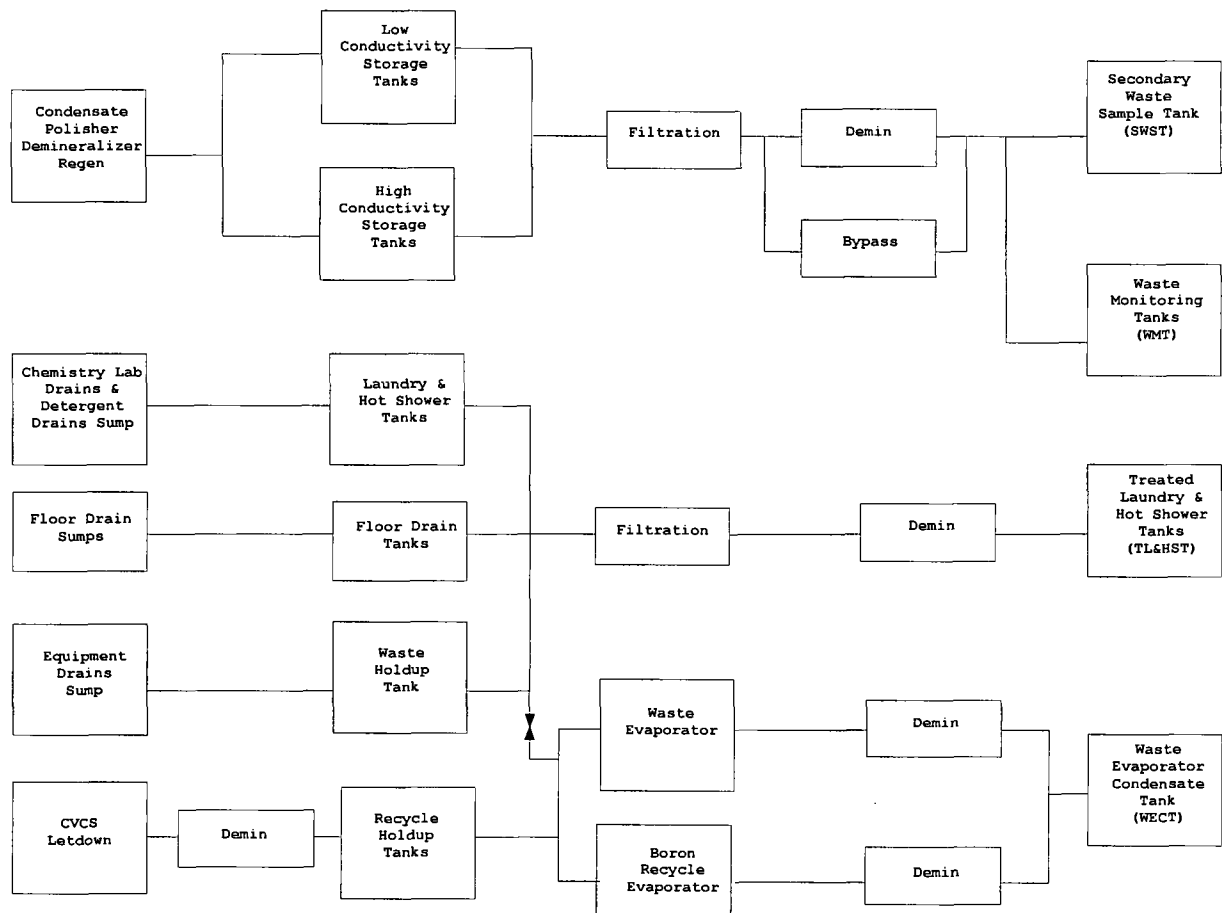 Condensate
Polisher
Demineralizer
Regen
Low
Conductivity
Storage
Tanks
High
Conductivity
Storage
Tanks
Filtration
Demin
Bypass
Secondary
Waste
Sample Tank
(SWST)
Waste
Monitoring
Tanks
(WMT)
Chemistry Lab
Drains &
Detergent
Drains Sump
Laundry &
Hot Shower
Tanks
Floor Drain
Sumps
Floor Drain
Tanks
Filtration
Demin
Treated
Laundry &
Hot Shower
Tanks
(TL&HST)
Equipment
Drains
Sump
Waste
Holdup
Tank
Waste
Evaporator
Demin
CVCS
Letdown
Demin
Recycle
Holdup
Tanks
Boron
Recycle
Evaporator
Demin
Waste
Evaporator
Condensate
Tank
(WECT)